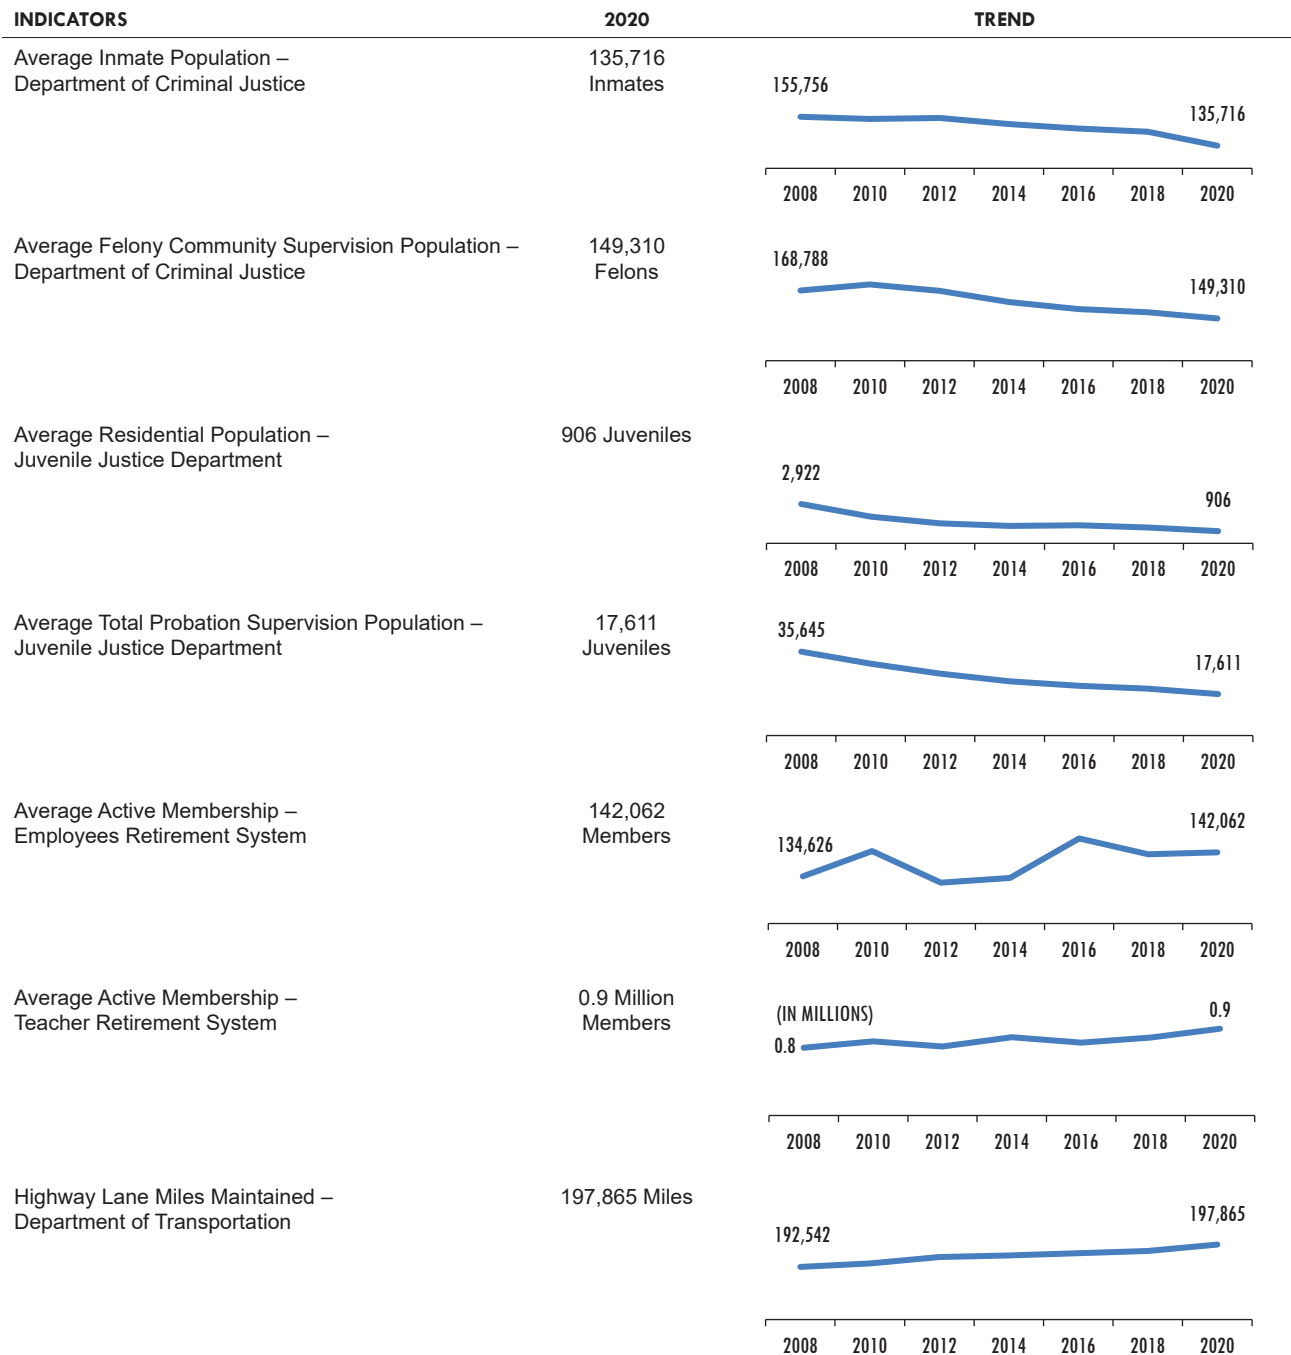 INDICATORS 2020 TREND
Average Inmate Population – 135,716
Department of Criminal Justice Inmates
155,756
135,716
2008 2010 2012 2014 2016 2018 2020
Average Felony Community Supervision Population – 149,310
Department of Criminal Justice Felons
168,788
149,310
2008 2010 2012 2014 2016 2018 2020
Average Residential Population – 906 Juveniles
Juvenile Justice Department
2,922
906
2008 2010 2012 2014 2016 2018 2020
Average Total Probation Supervision Population – 17,611
Juvenile Justice Department Juveniles
35,645
17,611
2008 2010 2012 2014 2016 2018 2020
Average Active Membership – 142,062
Employees Retirement System Members
142,062
134,626
2008 2010 2012 2014 2016 2018 2020
Average Active Membership – 0.9 Million
Teacher Retirement System Members
(IN MILLIONS) 0.9
0.8
2008 2010 2012 2014 2016 2018 2020
Highway Lane Miles Maintained – 197,865 Miles
Department of Transportation
197,865
192,542
2008 2010 2012 2014 2016 2018 2020